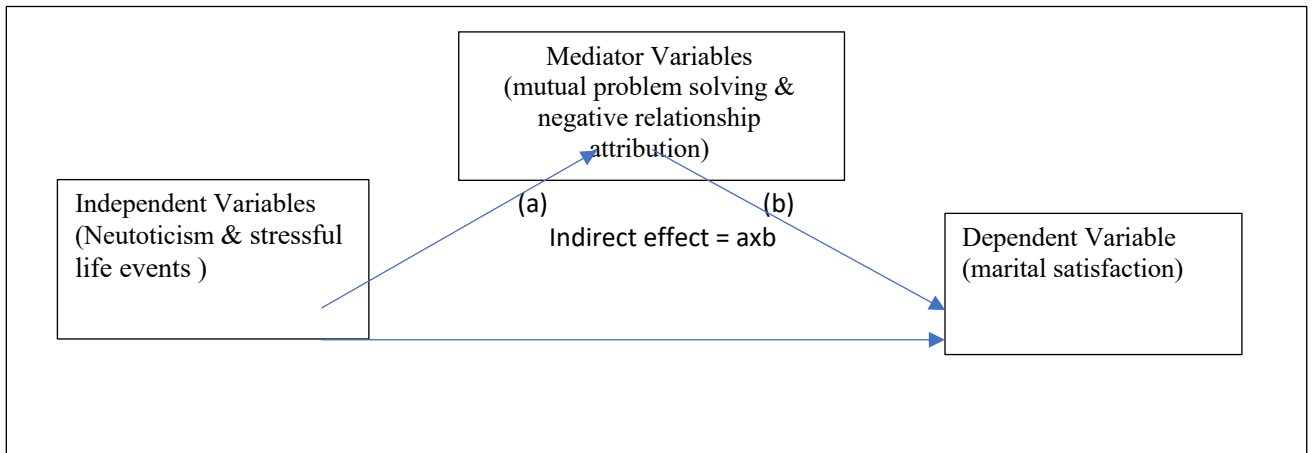 Mediator Variables
(mutual problem solving &
negative relationship
attribution)
Independent Variables
(Neutoticism & stressful
life events )
(a)
(b)
Indirect effect = axb
Dependent Variable
(marital satisfaction)